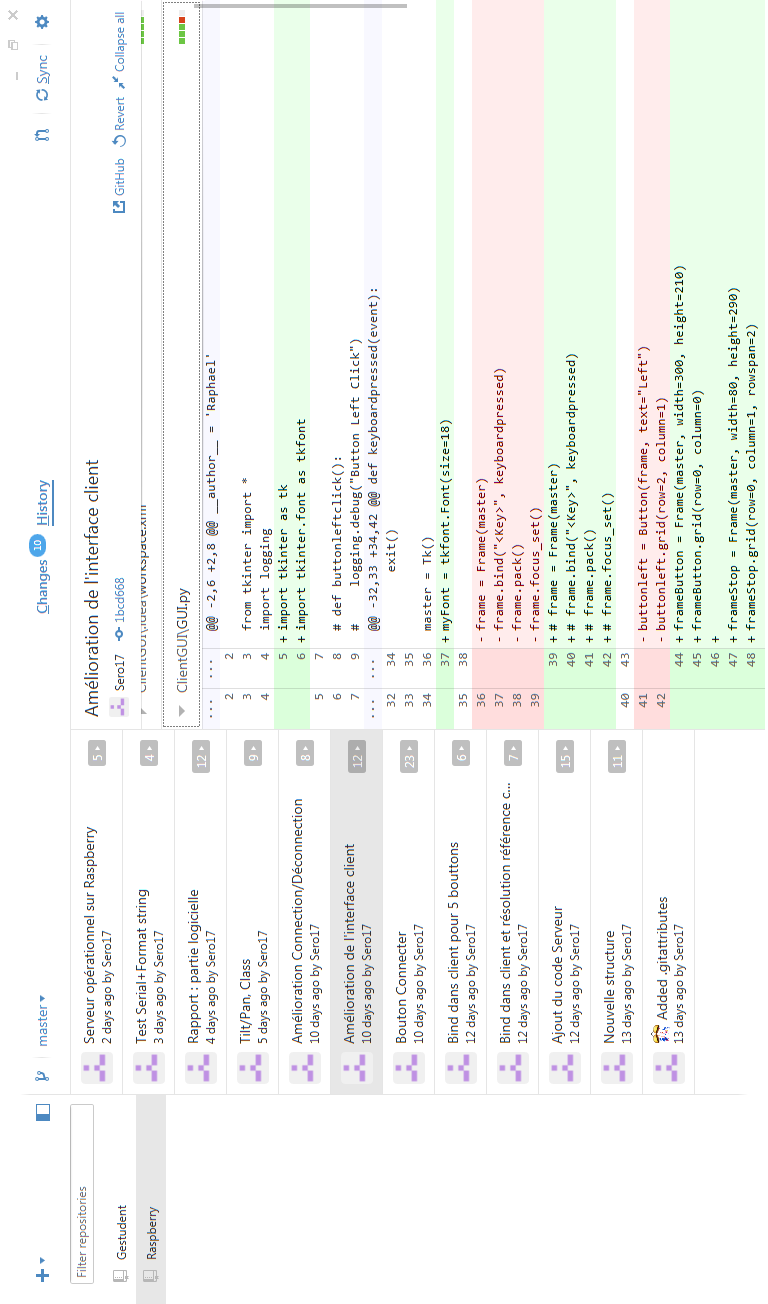 master
Changes 10 History
Sync
Filter repositories
Gestudent
Raspberry
Serveur opérationnel sur Raspberry
2 days ago by Sero17
5
Test Serial+Format string
3 days ago by Sero17
4
Rapport : partie logicielle
4 days ago by Sero17
12
Tilt/Pan, Class
5 days ago by Sero17
9
Amélioration Connection/Déconnection
10 days ago by Sero17
8
Amélioration de l'interface client
10 days ago by Sero17
12
Bouton Connecter
10 days ago by Sero17
23
Bind dans client pour 5 bouttons
12 days ago by Sero17
6
Bind dans client et résolution référence c...
12 days ago by Sero17
7
Ajout du code Serveur
12 days ago by Sero17
15
Nouvelle structure
13 days ago by Sero17
11
Added .gitattributes
13 days ago by Sero17
Amélioration de l'interface client
Sero17 1bcd668 GitHub Revert Collapse all
ClientGUI\.idea\workspace.xml
ClientGUI\GUI.py
... ... @@ -2,6 +2,8 @@ __author__ = 'Raphael'
2 2
3 3 from tkinter import *
4 4 import logging
5 + import tkinter as tk
6 + import tkinter.font as tkfont
5 7
6 8 # def buttonleftclick():
7 9 # logging.debug("Button Left Click")
... ... @@ -32,33 +34,42 @@ def keyboardpressed(event):
32 34 exit()
33 35
34 36 master = Tk()
37 + myFont = tkfont.Font(size=18)
35 38
36 - frame = Frame(master)
37 - frame.bind("<Key>", keyboardpressed)
38 - frame.pack()
39 - frame.focus_set()
39 + # frame = Frame(master)
40 + # frame.bind("<Key>", keyboardpressed)
41 + # frame.pack()
42 + # frame.focus_set()
40 43
41 - buttonleft = Button(frame, text="Left")
42 - buttonleft.grid(row=2, column=1)
44 + frameButton = Frame(master, width=300, height=210)
45 + frameButton.grid(row=0, column=0)
46 +
47 + frameStop = Frame(master, width=80, height=290)
48 + frameStop.grid(row=0, column=1, rowspan=2)